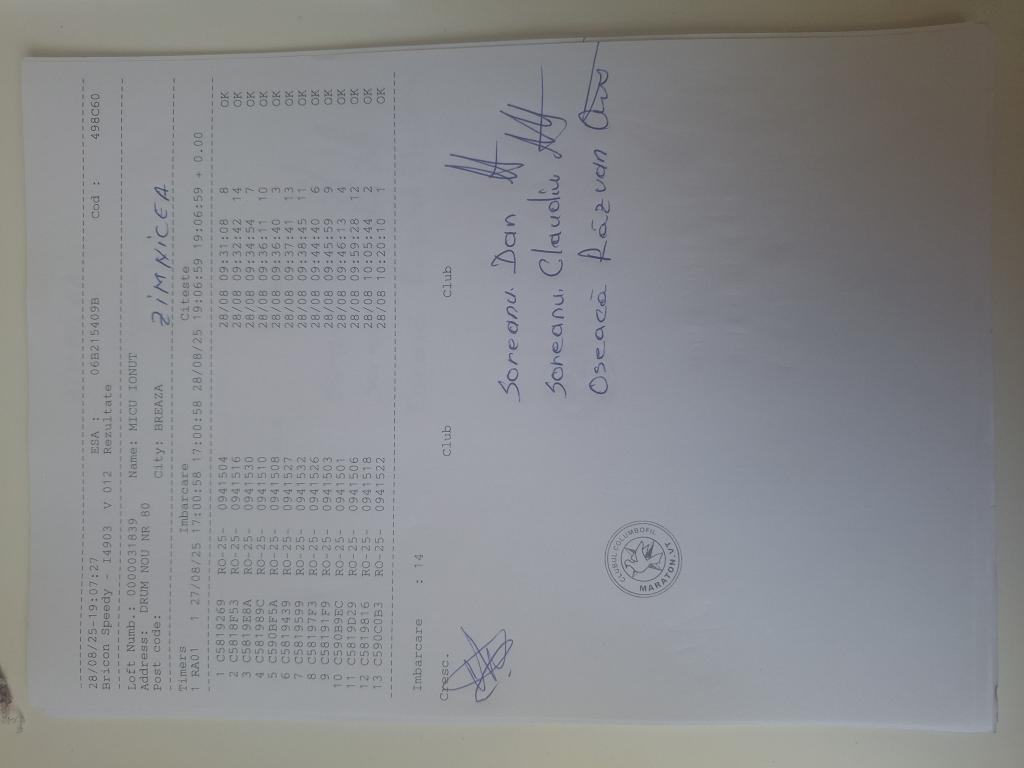 28/08/25-19:07:27 ESA : 06B215409B Cod : 498C60
Bricon Speedy - I4903 V 012 Rezultate
Loft Numb.: 0000031839 Name: MICU IONUT
Address: DRUM NOU NR 80
Post code: City: BREAZA ZIMNICEA
Timers Imbarcare Citeste
1 RA01 1 27/08/25 17:00:58 17:00:58 28/08/25 19:06:59 19:06:59 + 0.00
1 C5819269 RO-25- 0941504 28/08 09:31:08 8 OK
2 C5818F53 RO-25- 0941516 28/08 09:32:42 14 OK
3 C5819E8A RO-25- 0941530 28/08 09:34:54 7 OK
4 C581989C RO-25- 0941510 28/08 09:36:11 10 OK
5 C590BF5A RO-25- 0941508 28/08 09:36:40 3 OK
6 C5819439 RO-25- 0941527 28/08 09:37:41 13 OK
7 C5819599 RO-25- 0941532 28/08 09:38:45 11 OK
8 C58197F3 RO-25- 0941526 28/08 09:44:40 6 OK
9 C58191F9 RO-25- 0941503 28/08 09:45:59 9 OK
10 C590B9EC RO-25- 0941501 28/08 09:46:13 4 OK
11 C5819D29 RO-25- 0941506 28/08 09:59:28 12 OK
12 C5819816 RO-25- 0941518 28/08 10:05:44 2 OK
13 C590C0B3 RO-25- 0941522 28/08 10:20:10 1 OK
Imbarcare : 14
Cresc. Club Club
Soreanu Dan
Soreanu Claudiu
Oseacă Răzvan
CLUBUL COLUMBOFIL
MARATON P.V.T